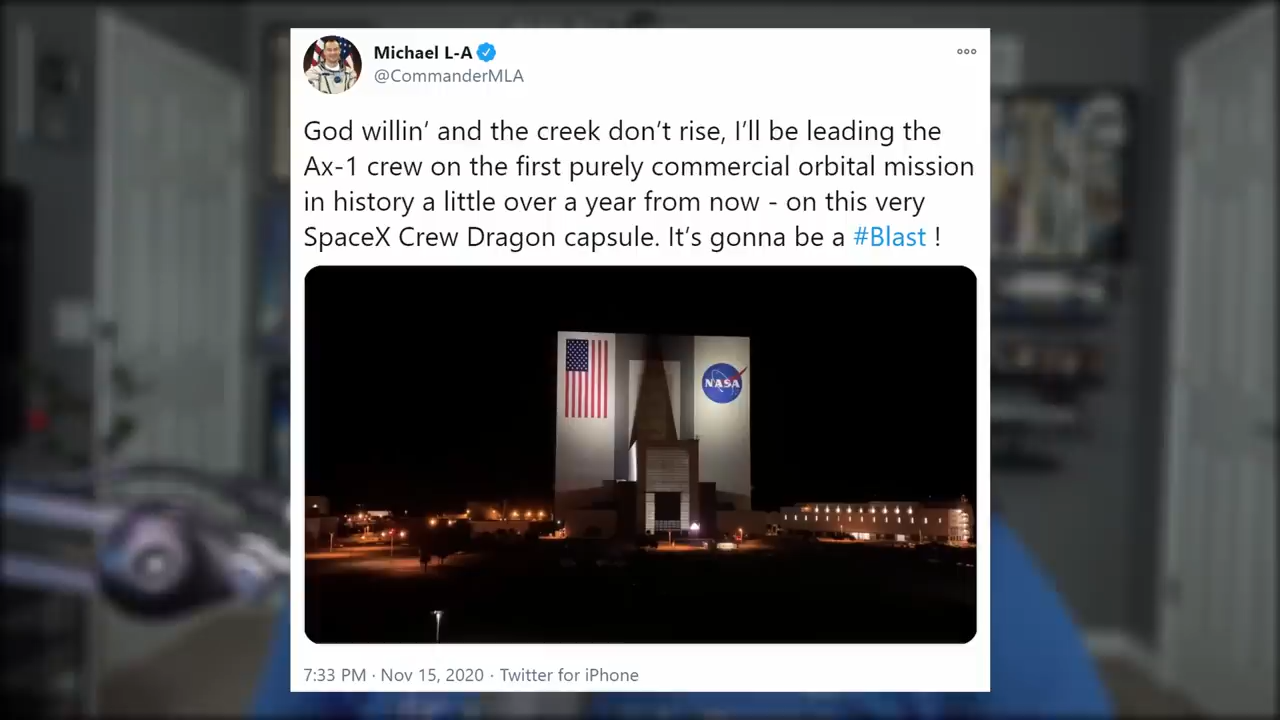 Michael L-A
@CommanderMLA
God willin’ and the creek don’t rise, I’ll be leading the
Ax-1 crew on the first purely commercial orbital mission
in history a little over a year from now - on this very
SpaceX Crew Dragon capsule. It’s gonna be a #Blast !
NASA
7:33 PM · Nov 15, 2020 · Twitter for iPhone